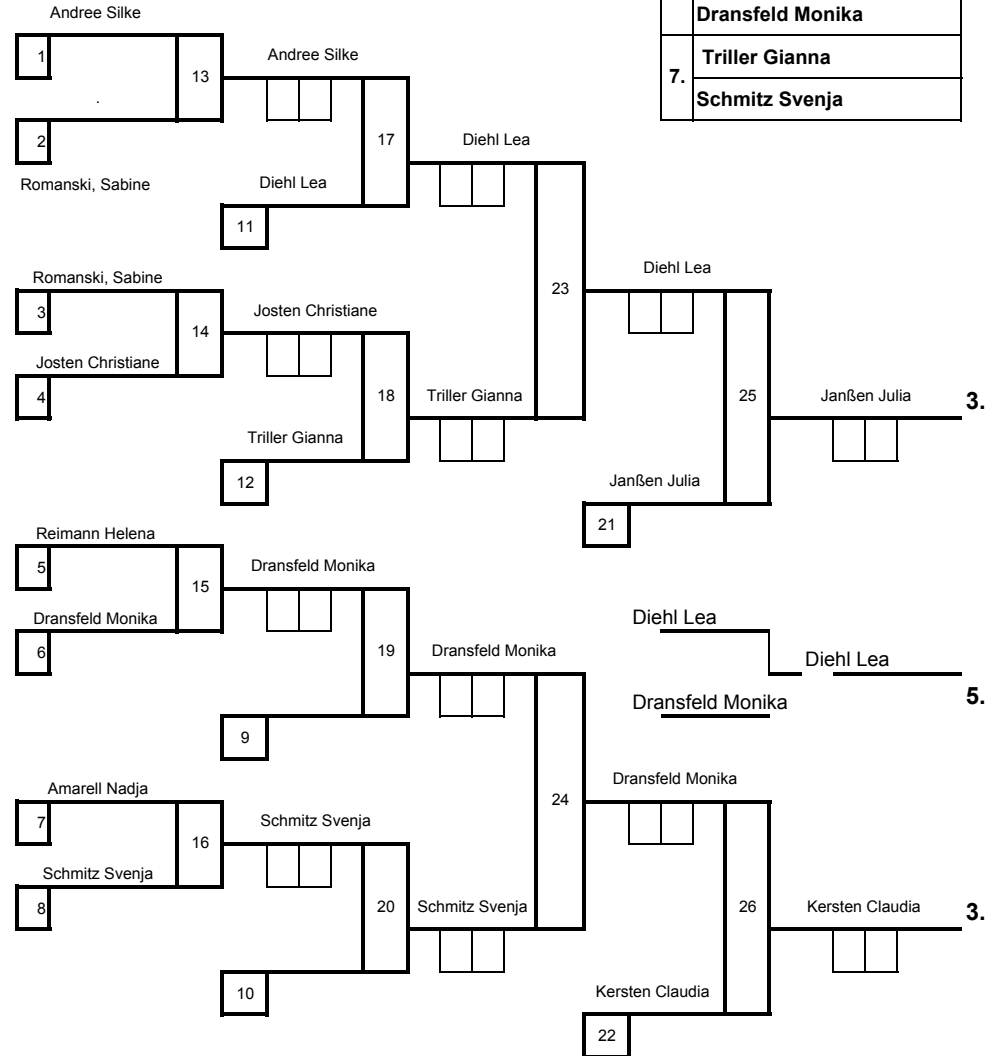 Andree Silke
Dransfeld Monika
1
13
Andree Silke
7.
Triller Gianna
.
Schmitz Svenja
2
17
Diehl Lea
Romanski, Sabine
Diehl Lea
11
Romanski, Sabine
23
Diehl Lea
3
14
Josten Christiane
Josten Christiane
4
18
Triller Gianna
25
Janßen Julia
3.
Triller Gianna
12
Janßen Julia
21
Reimann Helena
5
15
Dransfeld Monika
Dransfeld Monika
6
19
Dransfeld Monika
Diehl Lea
Diehl Lea
5.
Dransfeld Monika
9
Amarell Nadja
24
Dransfeld Monika
7
16
Schmitz Svenja
Schmitz Svenja
8
20
Schmitz Svenja
26
Kersten Claudia
3.
10
Kersten Claudia
22